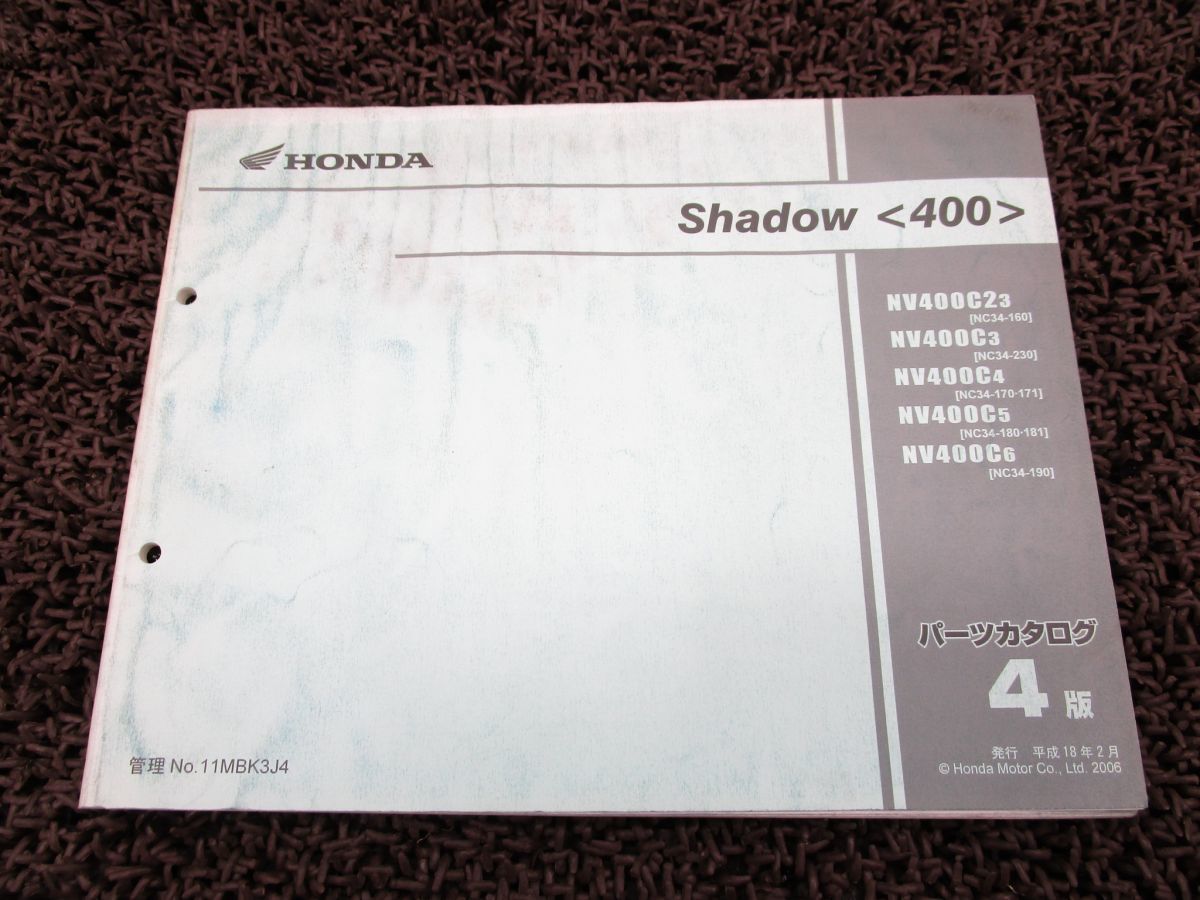 HONDA
Shadow <400>
NV400C23
[NC34-160]
NV400C3
[NC34-230]
NV400C4
[NC34-170·171]
NV400C5
[NC34-180·181]
NV400C6
[NC34-190]
パーツカタログ
4版
発行 平成18年2月
© Honda Motor Co., Ltd. 2006
管理 No.11MBK3J4